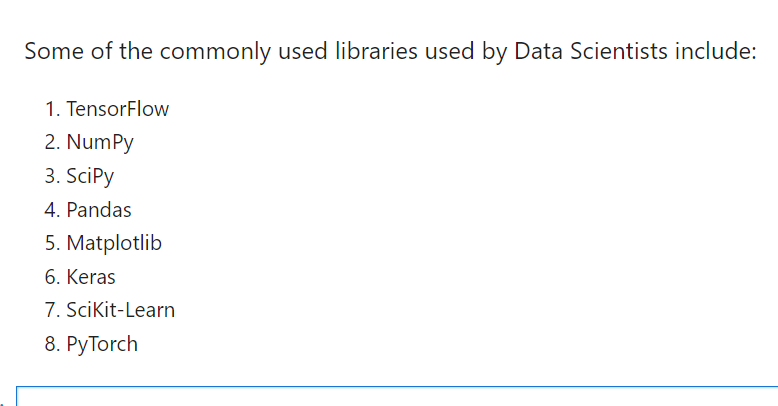 Some of the commonly used libraries used by Data Scientists include:
1. TensorFlow
2. NumPy
3. SciPy
4. Pandas
5. Matplotlib
6. Keras
7. SciKit-Learn
8. PyTorch